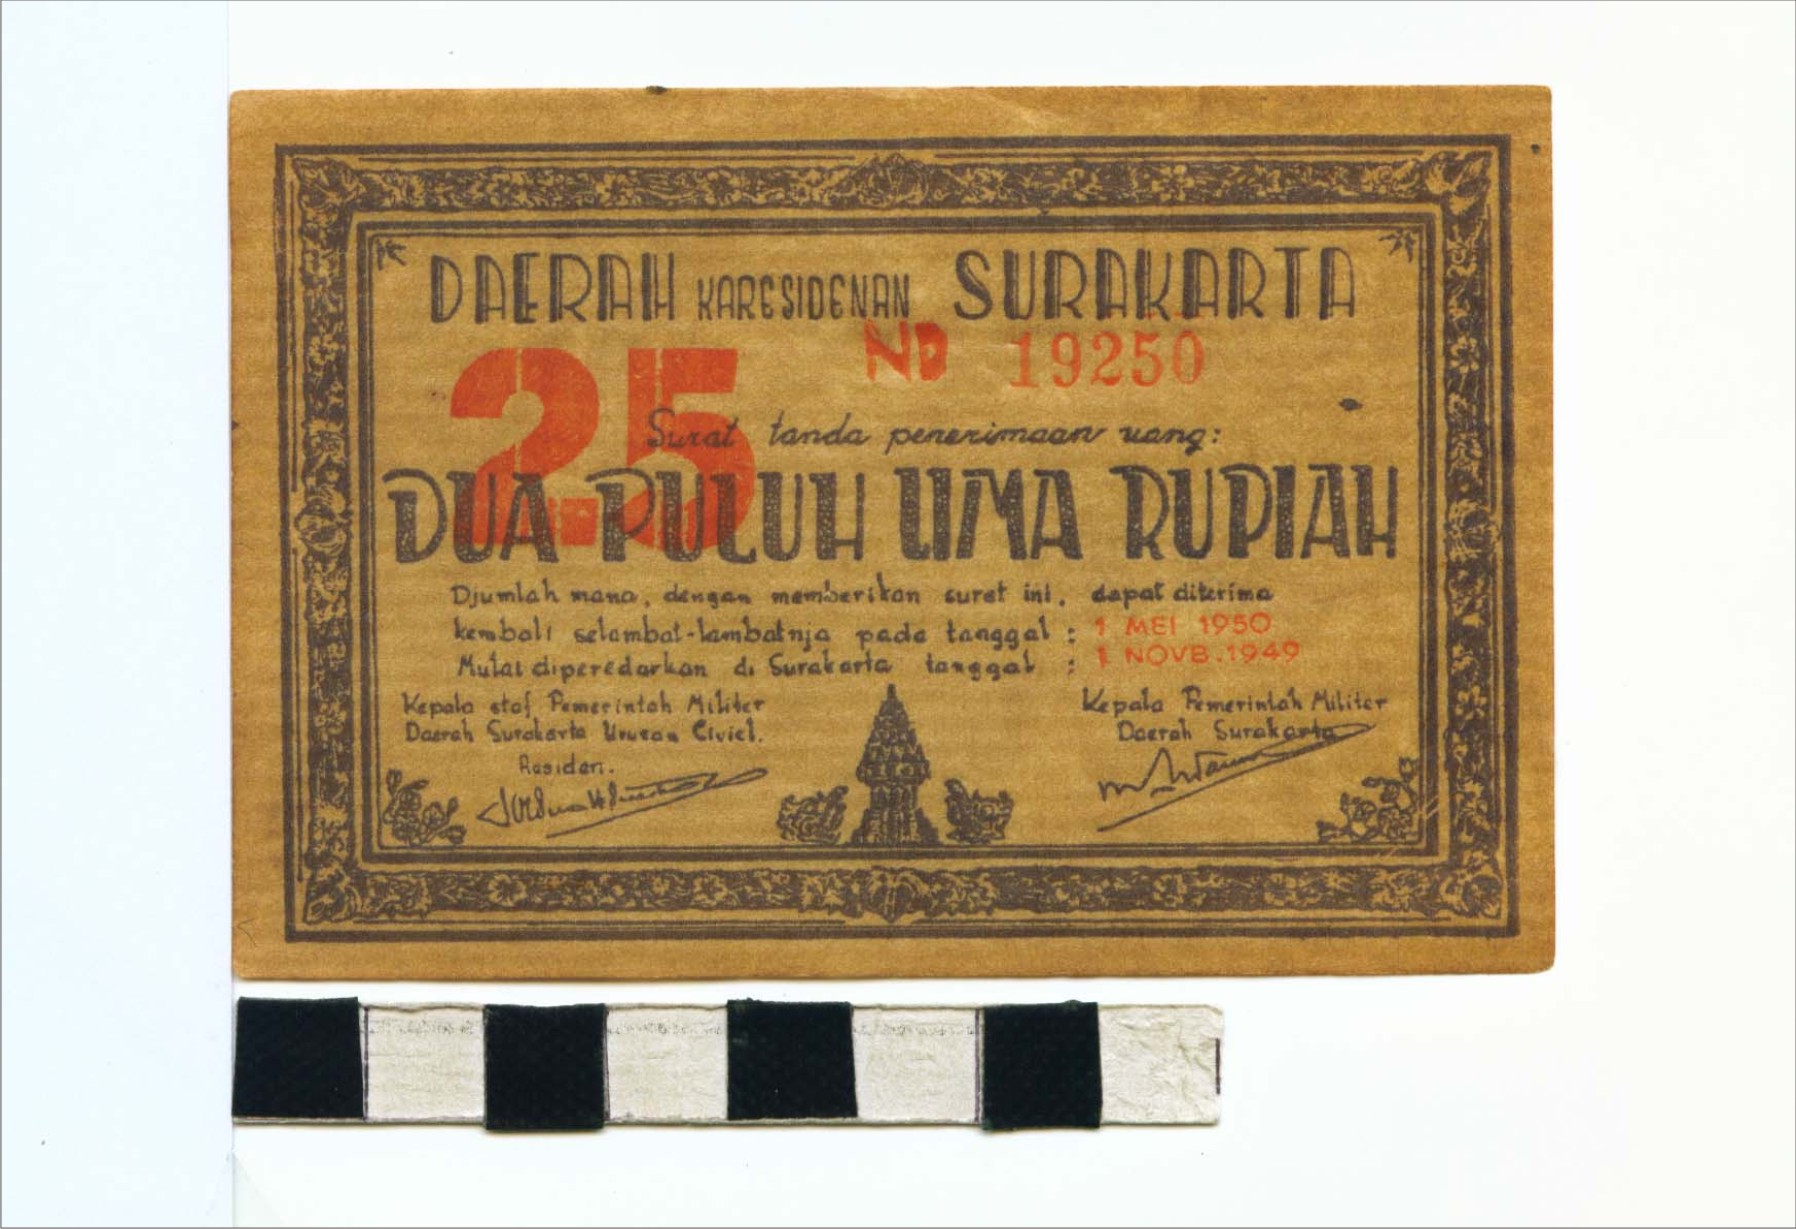 DAERAH KARESIDENAN SURAKARTA
25 NO 19250
Surat tanda penerimaan uang:
DUA PULUH LIMA RUPIAH
Djumlah mana, dengan memberikan surat ini, dapat diterima
kembali selambat-lambatnja pada tanggal : 1 MEI 1950
Mulai diperedarkan di Surakarta tanggal : 1 NOVB.1949
Kepala staf Pemerintah Militer
Daerah Surakarta Urusan Civiel.
Residen.
Kepala Pemerintah Militer
Daerah Surakarta